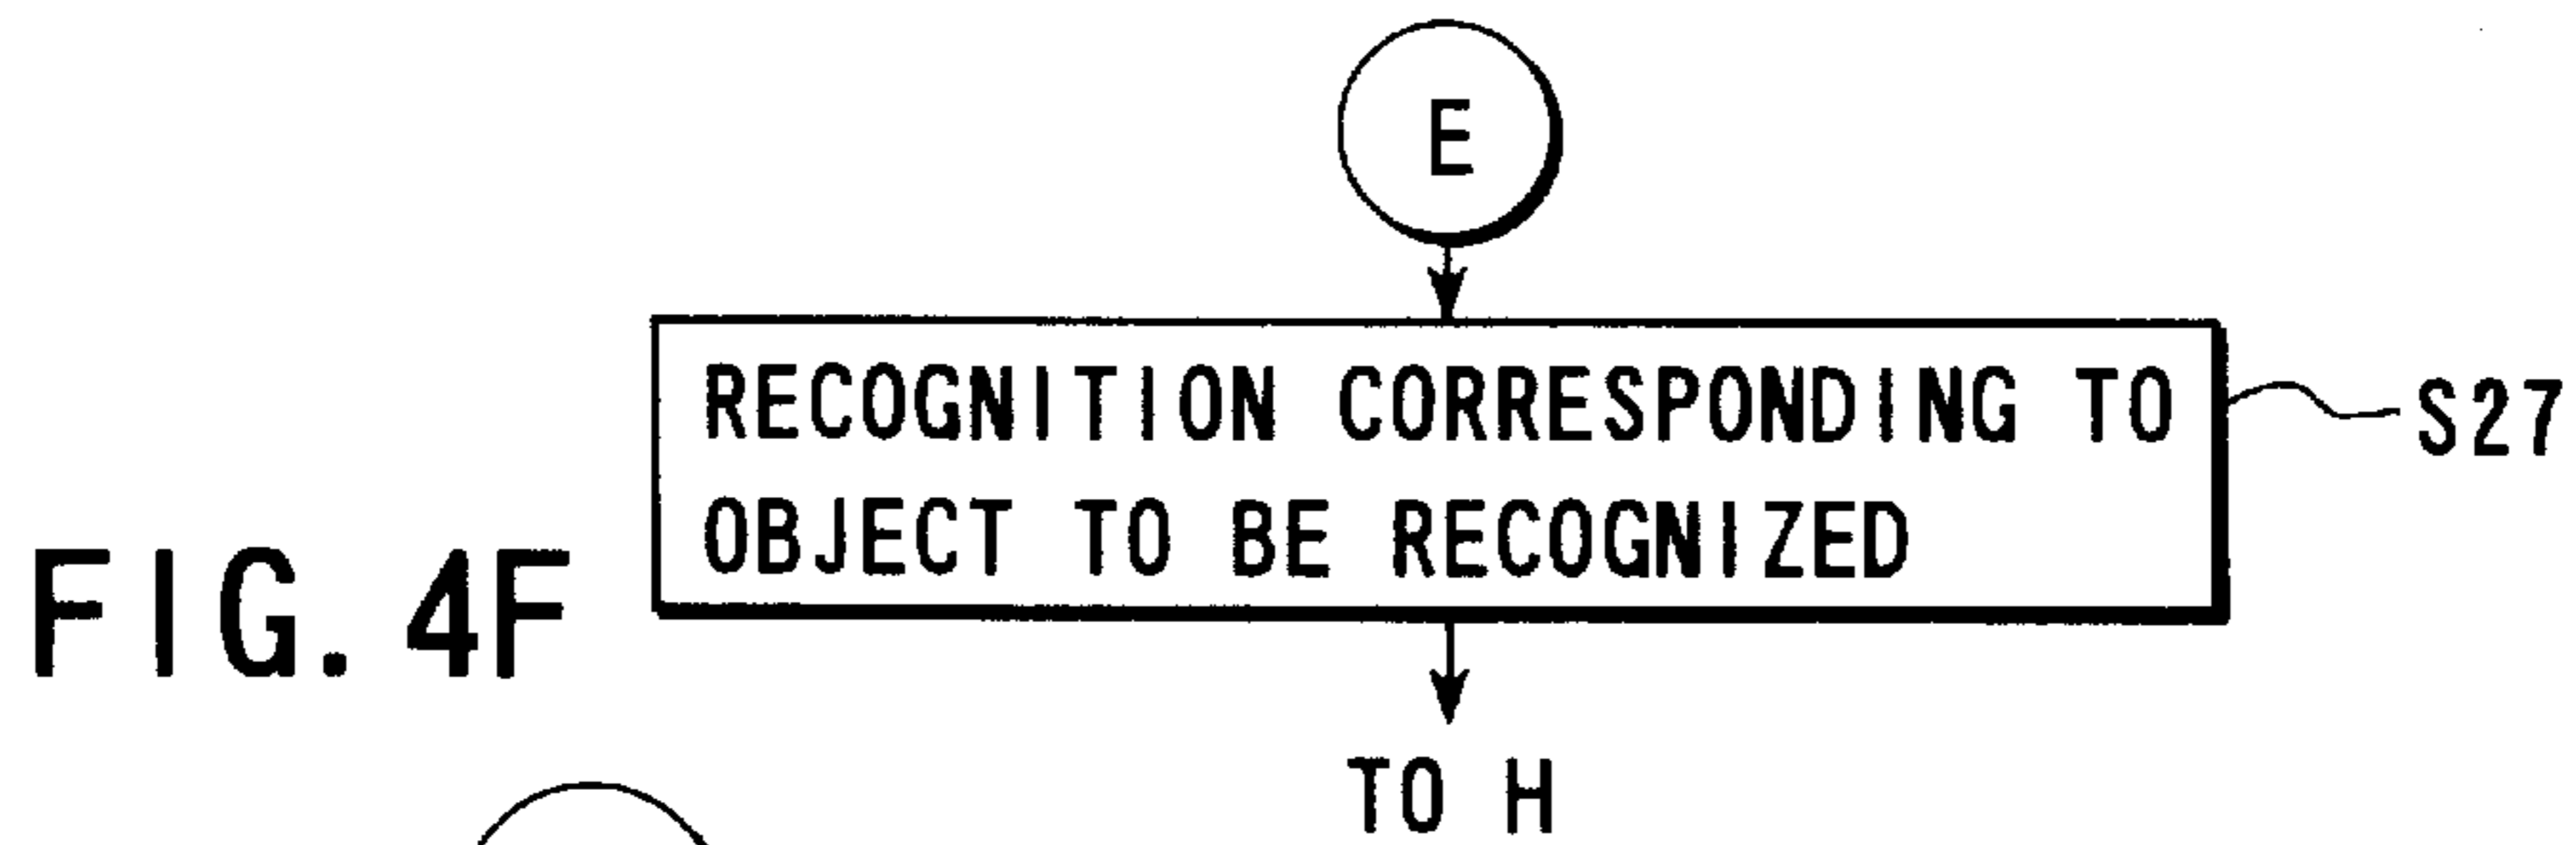 E
RECOGNITION CORRESPONDING TO
OBJECT TO BE RECOGNIZED
S27
FIG. 4F
TO H